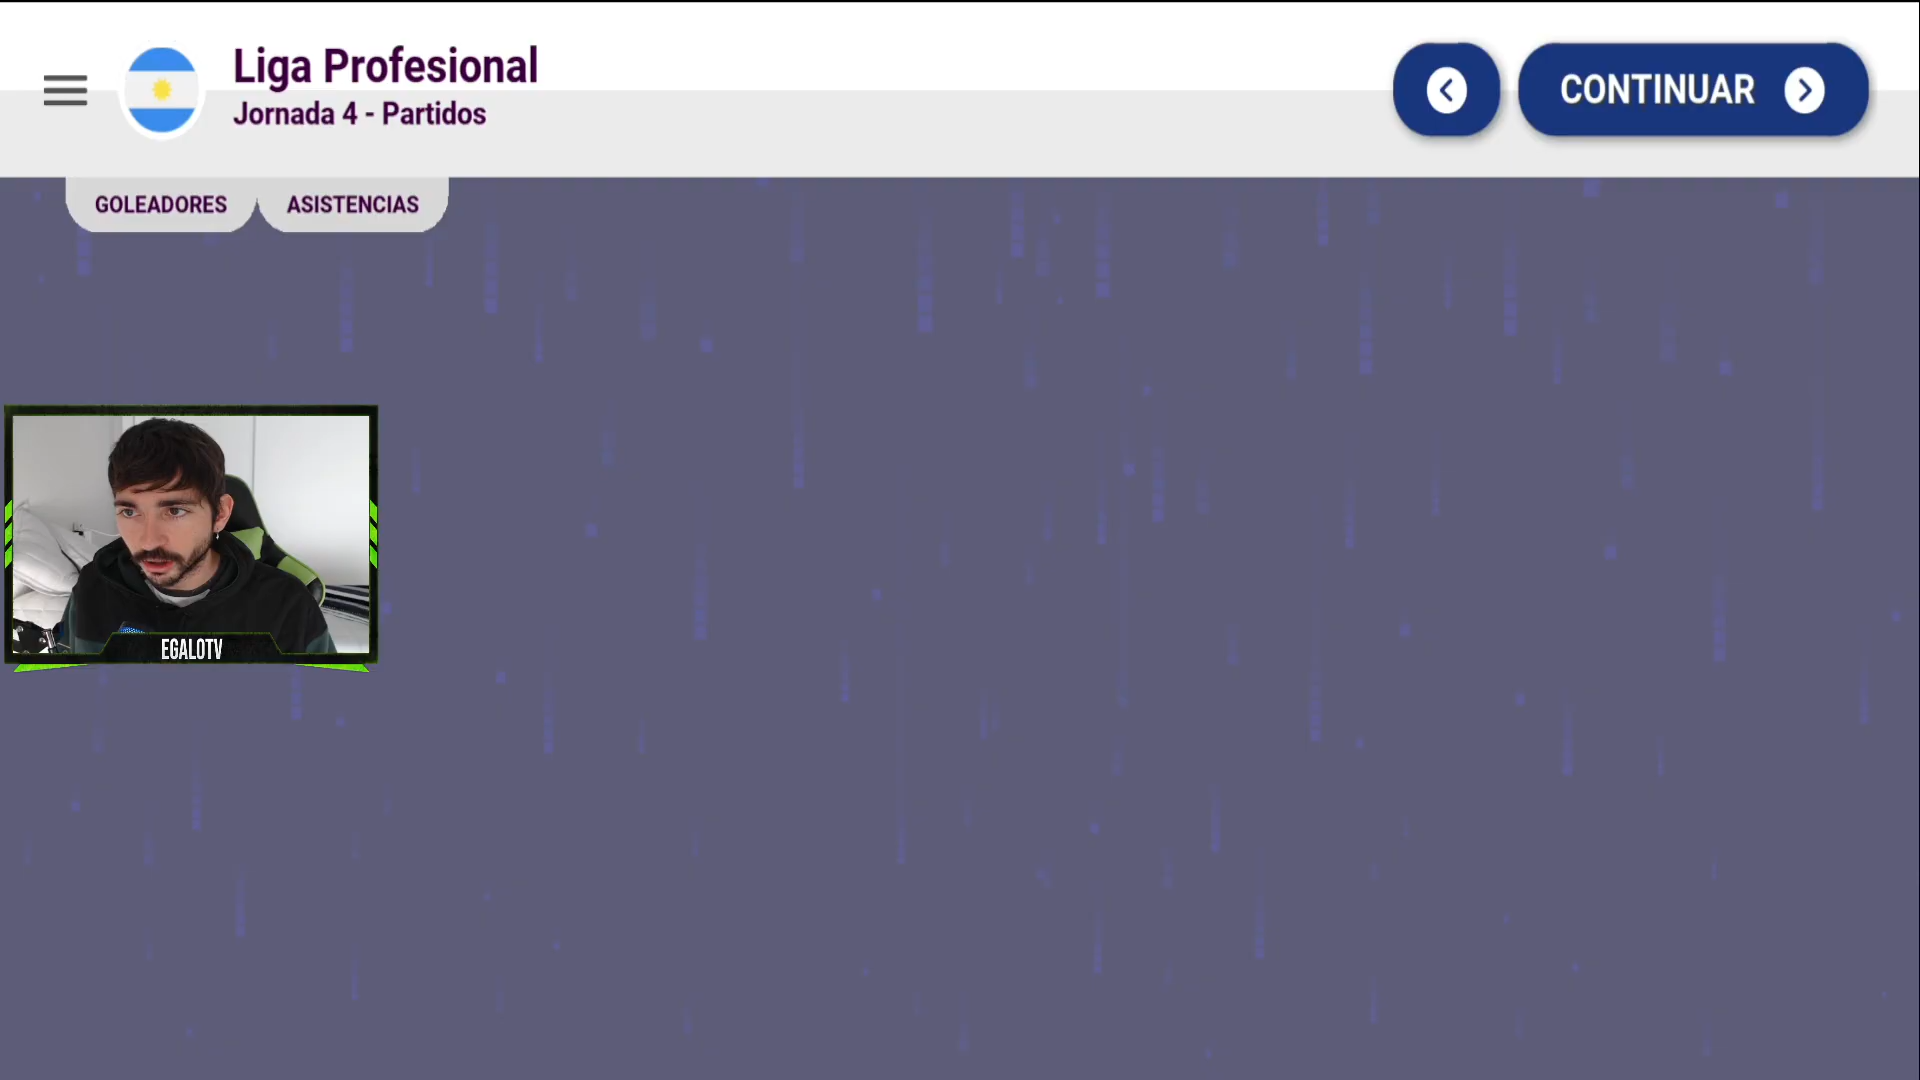 Liga Profesional
Jornada 4 - Partidos
CONTINUAR
GOLEADORES
ASISTENCIAS
EGALOTV